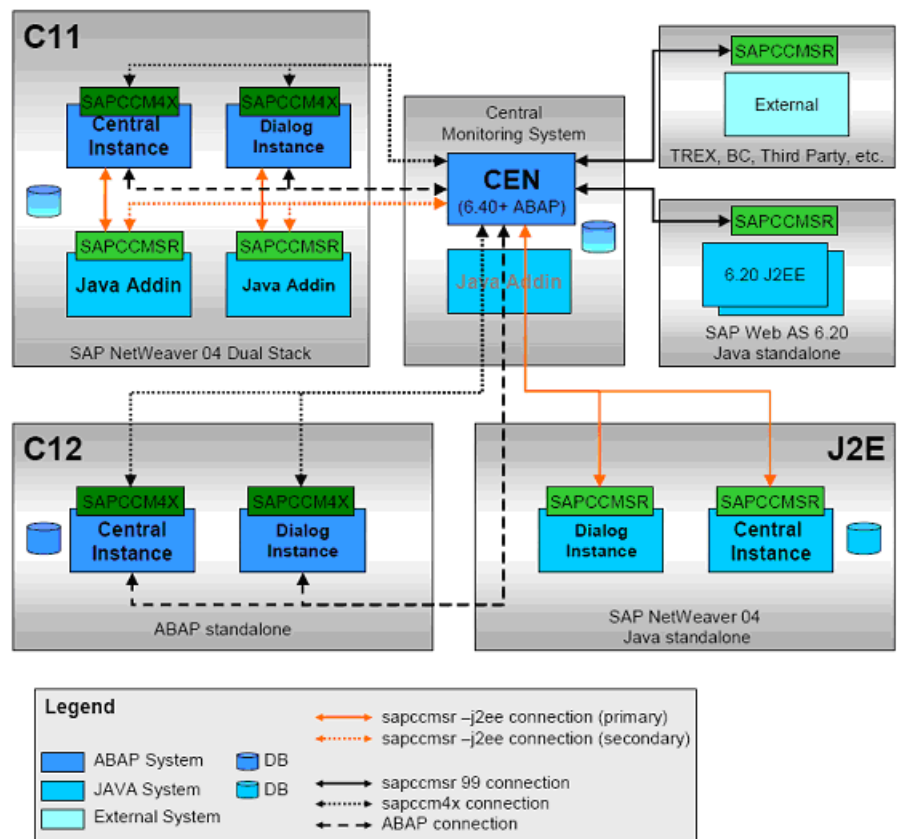 C11
SAPCCM4X
Central
Instance
SAPCCM4X
Dialog
Instance
SAPCCMSR
Java Addin
SAPCCMSR
Java Addin
SAP NetWeaver 04 Dual Stack
Central
Monitoring System
CEN
(6.40+ ABAP)
Java Addin
SAPCCMSR
External
TREX, BC, Third Party, etc.
SAPCCMSR
6.20 J2EE
SAP Web AS 6.20
Java standalone
C12
SAPCCM4X
Central
Instance
SAPCCM4X
Dialog
Instance
ABAP standalone
J2E
SAPCCMSR
Dialog
Instance
SAPCCMSR
Central
Instance
SAP NetWeaver 04
Java standalone
Legend
ABAP System
DB
JAVA System
DB
External System
sapccmsr –j2ee connection (primary)
sapccmsr –j2ee connection (secondary)
sapccmsr 99 connection
sapccm4x connection
ABAP connection